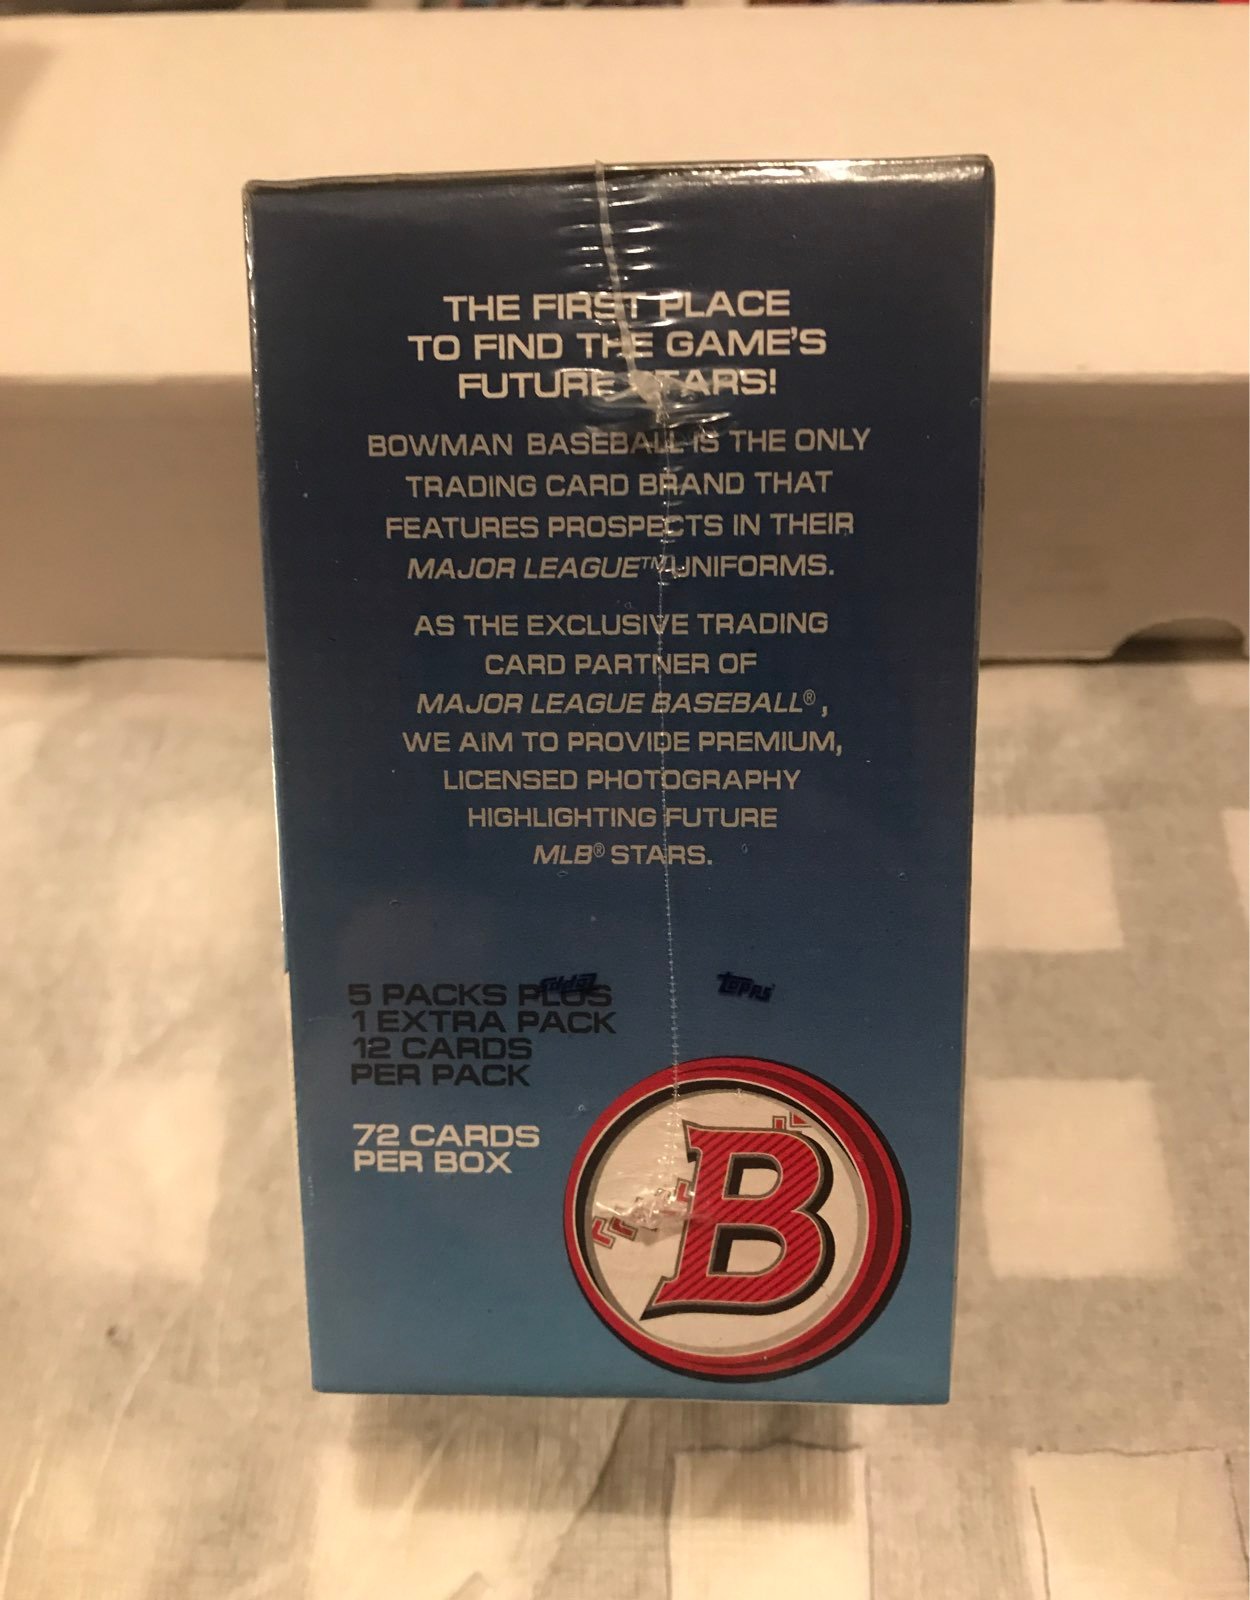 THE FIRST PLACE
TO FIND THE GAME'S
FUTURE STARS!
BOWMAN BASEBALL IS THE ONLY
TRADING CARD BRAND THAT
FEATURES PROSPECTS IN THEIR
MAJOR LEAGUE™ UNIFORMS.
AS THE EXCLUSIVE TRADING
CARD PARTNER OF
MAJOR LEAGUE BASEBALL®,
WE AIM TO PROVIDE PREMIUM,
LICENSED PHOTOGRAPHY
HIGHLIGHTING FUTURE
MLB® STARS.
topps topps
5 PACKS PLUS
1 EXTRA PACK
12 CARDS
PER PACK
72 CARDS
PER BOX
B